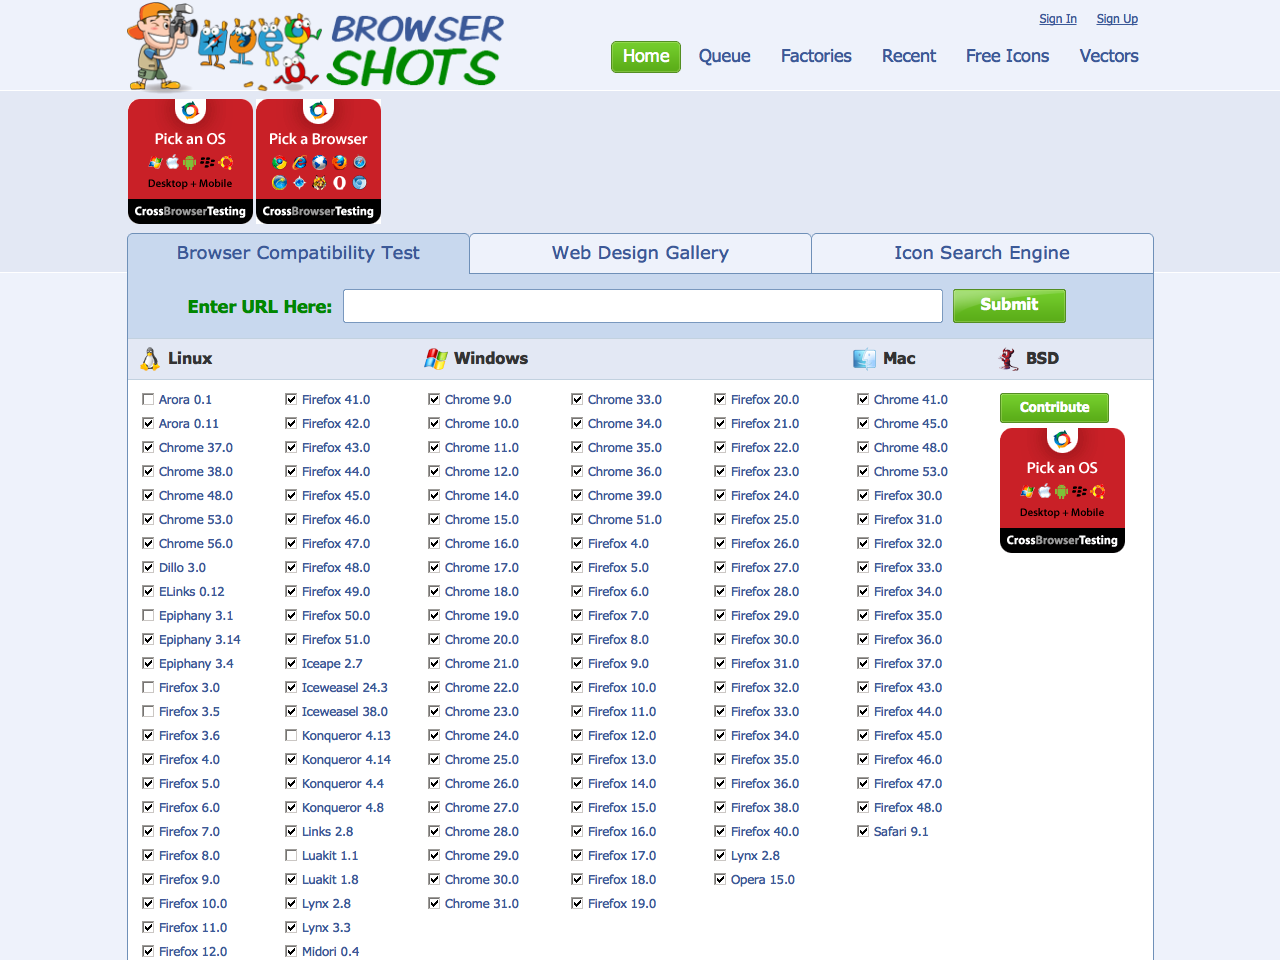 BROWSER
SHOTS
Sign In
Sign Up
Home
Queue
Factories
Recent
Free Icons
Vectors
Pick an OS
Desktop + Mobile
CrossBrowserTesting
Pick a Browser
CrossBrowserTesting
Browser Compatibility Test
Web Design Gallery
Icon Search Engine
Enter URL Here:
Submit
Linux
Windows
Mac
BSD
Arora 0.1
Arora 0.11
Chrome 37.0
Chrome 38.0
Chrome 48.0
Chrome 53.0
Chrome 56.0
Dillo 3.0
ELinks 0.12
Epiphany 3.1
Epiphany 3.14
Epiphany 3.4
Firefox 3.0
Firefox 3.5
Firefox 3.6
Firefox 4.0
Firefox 5.0
Firefox 6.0
Firefox 7.0
Firefox 8.0
Firefox 9.0
Firefox 10.0
Firefox 11.0
Firefox 12.0
Firefox 41.0
Firefox 42.0
Firefox 43.0
Firefox 44.0
Firefox 45.0
Firefox 46.0
Firefox 47.0
Firefox 48.0
Firefox 49.0
Firefox 50.0
Firefox 51.0
Iceape 2.7
Iceweasel 24.3
Iceweasel 38.0
Konqueror 4.13
Konqueror 4.14
Konqueror 4.4
Konqueror 4.8
Links 2.8
Luakit 1.1
Luakit 1.8
Lynx 2.8
Lynx 3.3
Midori 0.4
Chrome 9.0
Chrome 10.0
Chrome 11.0
Chrome 12.0
Chrome 14.0
Chrome 15.0
Chrome 16.0
Chrome 17.0
Chrome 18.0
Chrome 19.0
Chrome 20.0
Chrome 21.0
Chrome 22.0
Chrome 23.0
Chrome 24.0
Chrome 25.0
Chrome 26.0
Chrome 27.0
Chrome 28.0
Chrome 29.0
Chrome 30.0
Chrome 31.0
Chrome 33.0
Chrome 34.0
Chrome 35.0
Chrome 36.0
Chrome 39.0
Chrome 51.0
Firefox 4.0
Firefox 5.0
Firefox 6.0
Firefox 7.0
Firefox 8.0
Firefox 9.0
Firefox 10.0
Firefox 11.0
Firefox 12.0
Firefox 13.0
Firefox 14.0
Firefox 15.0
Firefox 16.0
Firefox 17.0
Firefox 18.0
Firefox 19.0
Firefox 20.0
Firefox 21.0
Firefox 22.0
Firefox 23.0
Firefox 24.0
Firefox 25.0
Firefox 26.0
Firefox 27.0
Firefox 28.0
Firefox 29.0
Firefox 30.0
Firefox 31.0
Firefox 32.0
Firefox 33.0
Firefox 34.0
Firefox 35.0
Firefox 36.0
Firefox 38.0
Firefox 40.0
Lynx 2.8
Opera 15.0
Chrome 41.0
Chrome 45.0
Chrome 48.0
Chrome 53.0
Firefox 30.0
Firefox 31.0
Firefox 32.0
Firefox 33.0
Firefox 34.0
Firefox 35.0
Firefox 36.0
Firefox 37.0
Firefox 43.0
Firefox 44.0
Firefox 45.0
Firefox 46.0
Firefox 47.0
Firefox 48.0
Safari 9.1
Contribute
Pick an OS
Desktop + Mobile
CrossBrowserTesting